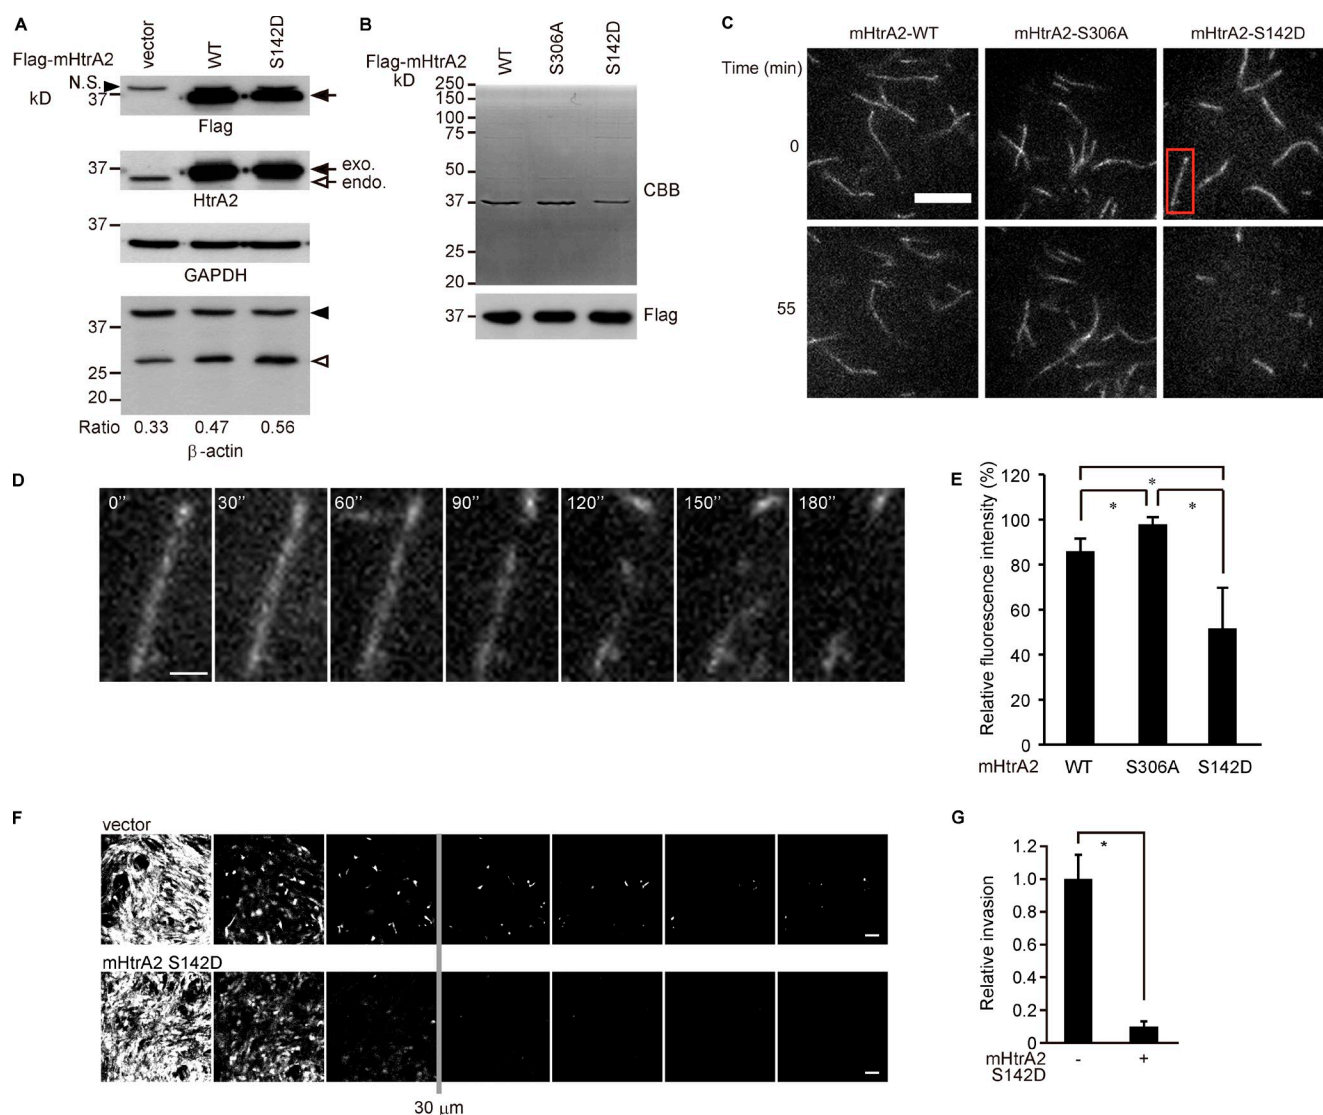 A
Flag-mHtrA2
vector
WT
S142D
N.S.
kD
37
Flag
37
exo.
endo.
HtrA2
37
GAPDH
37
25
20
Ratio 0.33 0.47 0.56
β-actin
B
Flag-mHtrA2
kD
WT
S306A
S142D
250
150
100
75
50
37
25
20
CBB
37
Flag
C
mHtrA2-WT mHtrA2-S306A mHtrA2-S142D
Time (min)
0
55
D
0’’ 30’’ 60’’ 90’’ 120’’ 150’’ 180’’
E
Relative fluorescence intensity (%)
120
100
80
60
40
20
0
*
* *
mHtrA2 WT S306A S142D
F
vector
mHtrA2 S142D
30 μm
G
Relative invasion
1.2
1.0
0.8
0.6
0.4
0.2
0
*
mHtrA2 - +
S142D